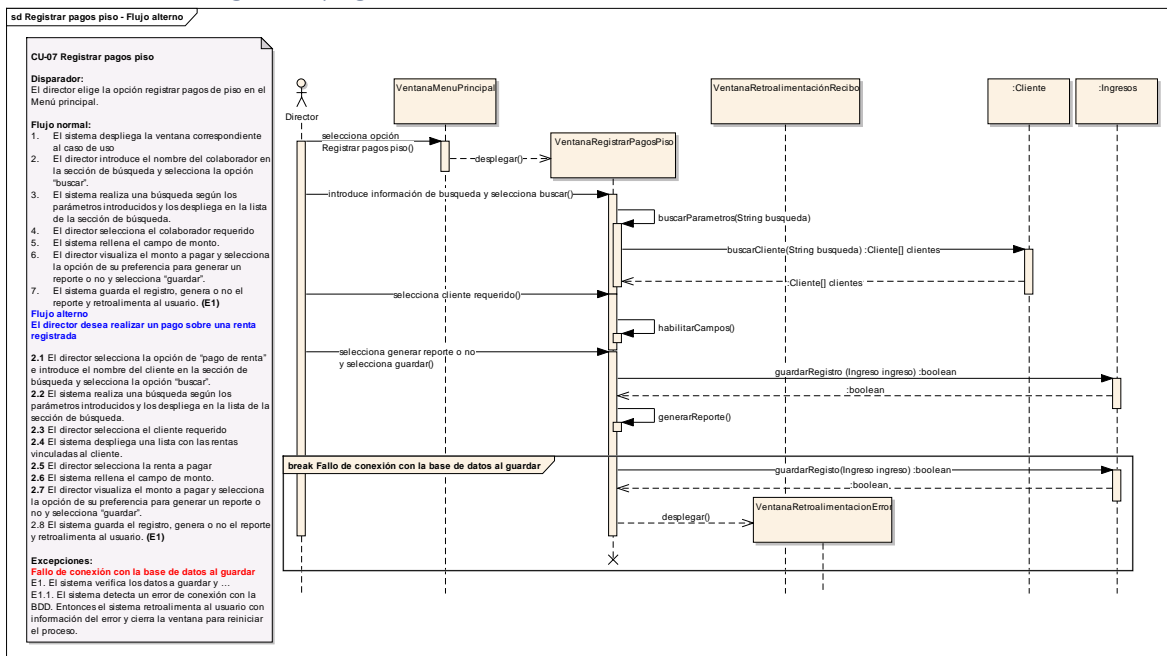 sd Registrar pagos piso - Flujo alterno
CU-07 Registrar pagos piso
Disparador:
El director elige la opción registrar pagos de piso en el
Menú principal.
Flujo normal:
1. El sistema despliega la ventana correspondiente
al caso de uso
2. El director introduce el nombre del colaborador en
la sección de búsqueda y selecciona la opción
"buscar".
3. El sistema realiza una búsqueda según los
parámetros introducidos y los despliega en la lista
de la sección de búsqueda.
4. El director selecciona el colaborador requerido
5. El sistema rellena el campo de monto.
6. El director visualiza el monto a pagar y selecciona
la opción de su preferencia para generar un
reporte o no y selecciona "guardar".
7. El sistema guarda el registro, genera o no el
reporte y retroalimenta al usuario. (E1)
Flujo alterno
El director desea realizar un pago sobre una renta
registrada
2.1 El director selecciona la opción de "pago de renta"
e introduce el nombre del cliente en la sección de
búsqueda y selecciona la opción "buscar".
2.2 El sistema realiza una búsqueda según los
parámetros introducidos y los despliega en la lista de la
sección de búsqueda.
2.3 El director selecciona el cliente requerido
2.4 El sistema despliega una lista con las rentas
vinculadas al cliente.
2.5 El director selecciona la renta a pagar
2.6 El sistema rellena el campo de monto.
2.7 El director visualiza el monto a pagar y selecciona
la opción de su preferencia para generar un reporte o
no y selecciona "guardar".
2.8 El sistema guarda el registro, genera o no el reporte
y retroalimenta al usuario. (E1)
Excepciones:
Fallo de conexión con la base de datos al guardar
E1. El sistema verifica los datos a guardar y ...
E1.1. El sistema detecta un error de conexión con la
BDD. Entonces el sistema retroalimenta al usuario con
información del error y cierra la ventana para reiniciar
el proceso.
Director
VentanaMenuPrincipal
VentanaRetroalimentaciónRecibo
:Cliente
:Ingresos
selecciona opción
Registrar pagos piso()
desplegar()
VentanaRegistrarPagosPiso
introduce información de busqueda y selecciona buscar()
buscarParametros(String busqueda)
buscarCliente(String busqueda) :Cliente[] clientes
:Cliente[] clientes
selecciona cliente requerido()
habilitarCampos()
selecciona generar reporte o no
y selecciona guardar()
guardarRegistro (Ingreso ingreso) :boolean
:boolean
generarReporte()
break Fallo de conexión con la base de datos al guardar
guardarRegisto(Ingreso ingreso) :boolean
:boolean
desplegar()
VentanaRetroalimentacionError